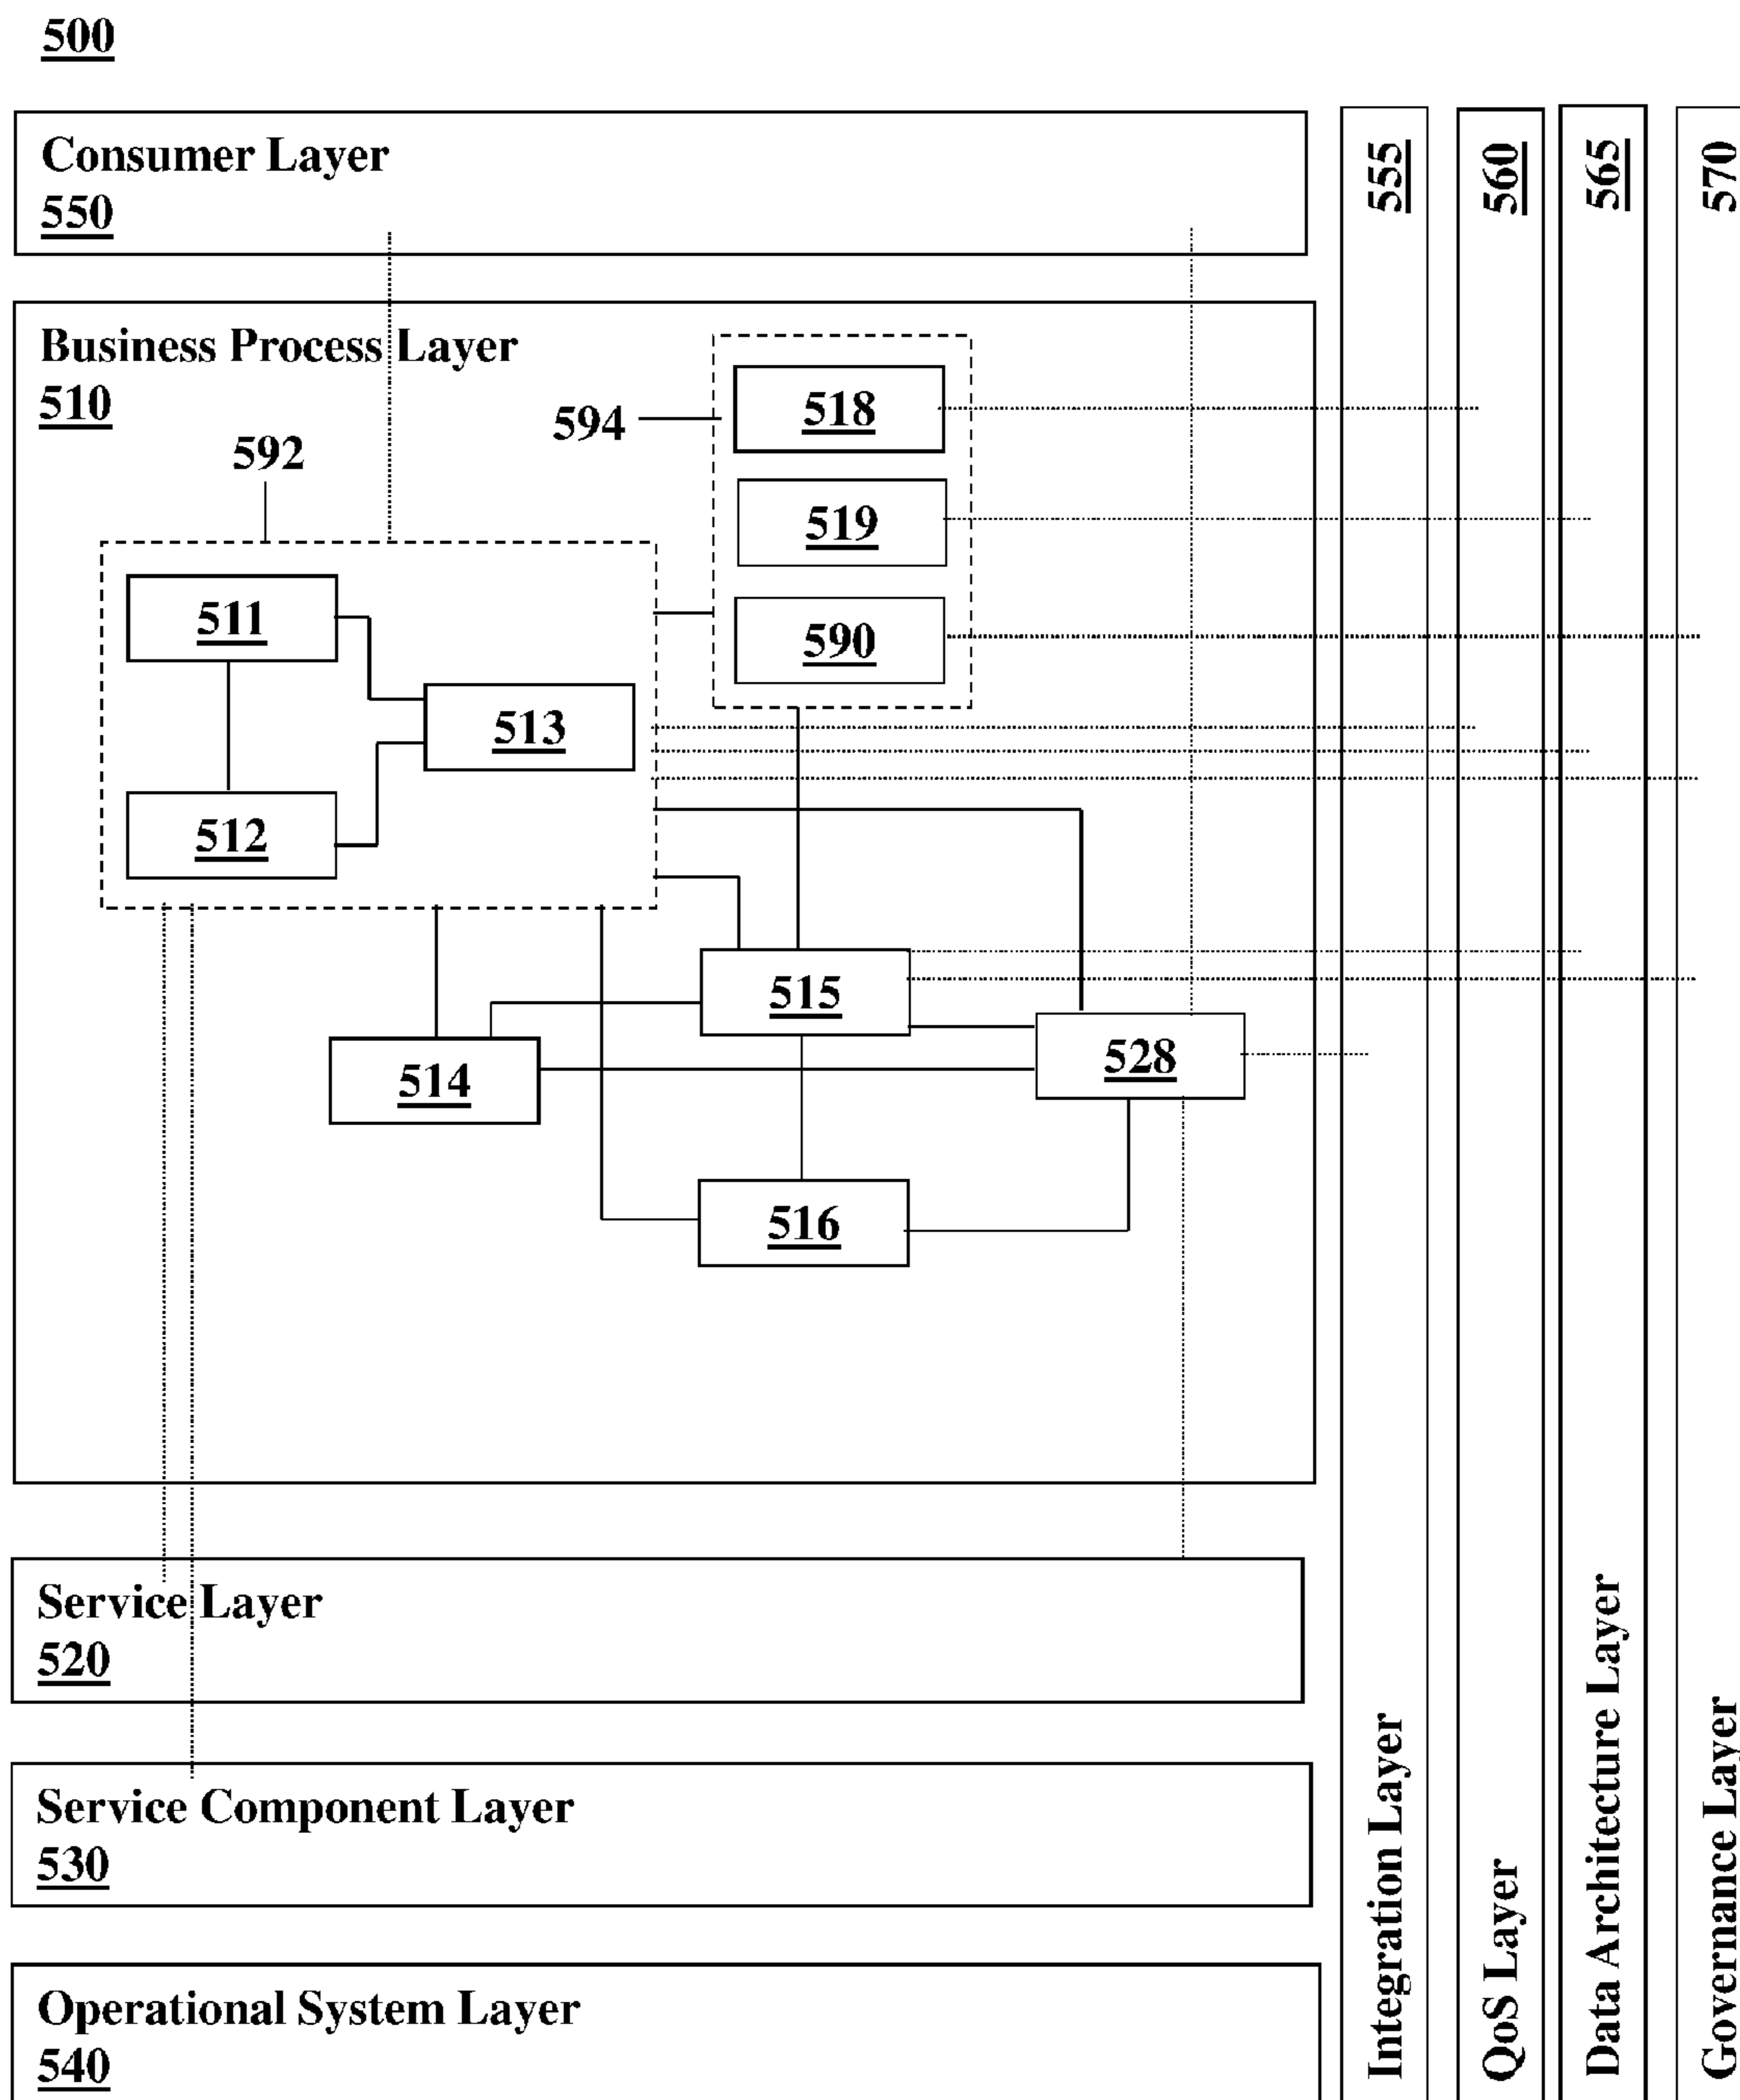 500
Consumer Layer
550
555
560
565
570
Business Process Layer
510
592
594
518
519
590
511
513
512
515
528
514
516
Service Layer
520
Service Component Layer
530
Operational System Layer
540
Integration Layer
QoS Layer
Data Architecture Layer
Governance Layer